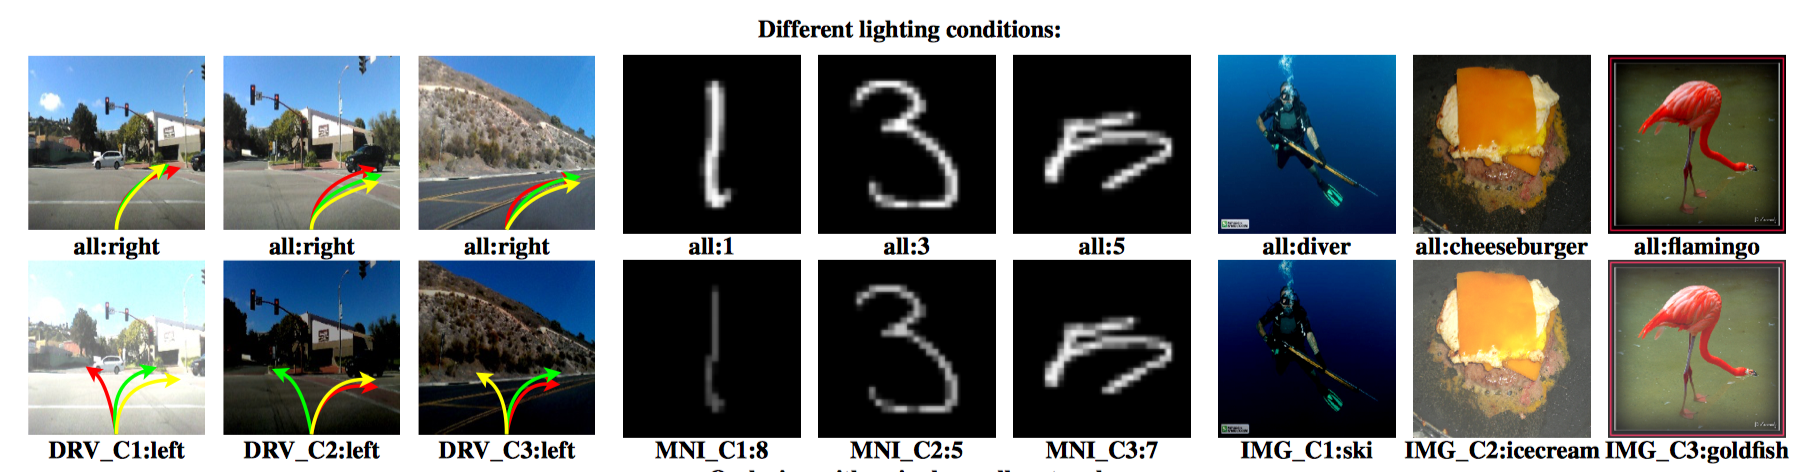 Different lighting conditions:
all:right all:right all:right all:1 all:3 all:5 all:diver all:cheeseburger all:flamingo
DRV_C1:left DRV_C2:left DRV_C3:left MNI_C1:8 MNI_C2:5 MNI_C3:7 IMG_C1:ski IMG_C2:icecream IMG_C3:goldfish